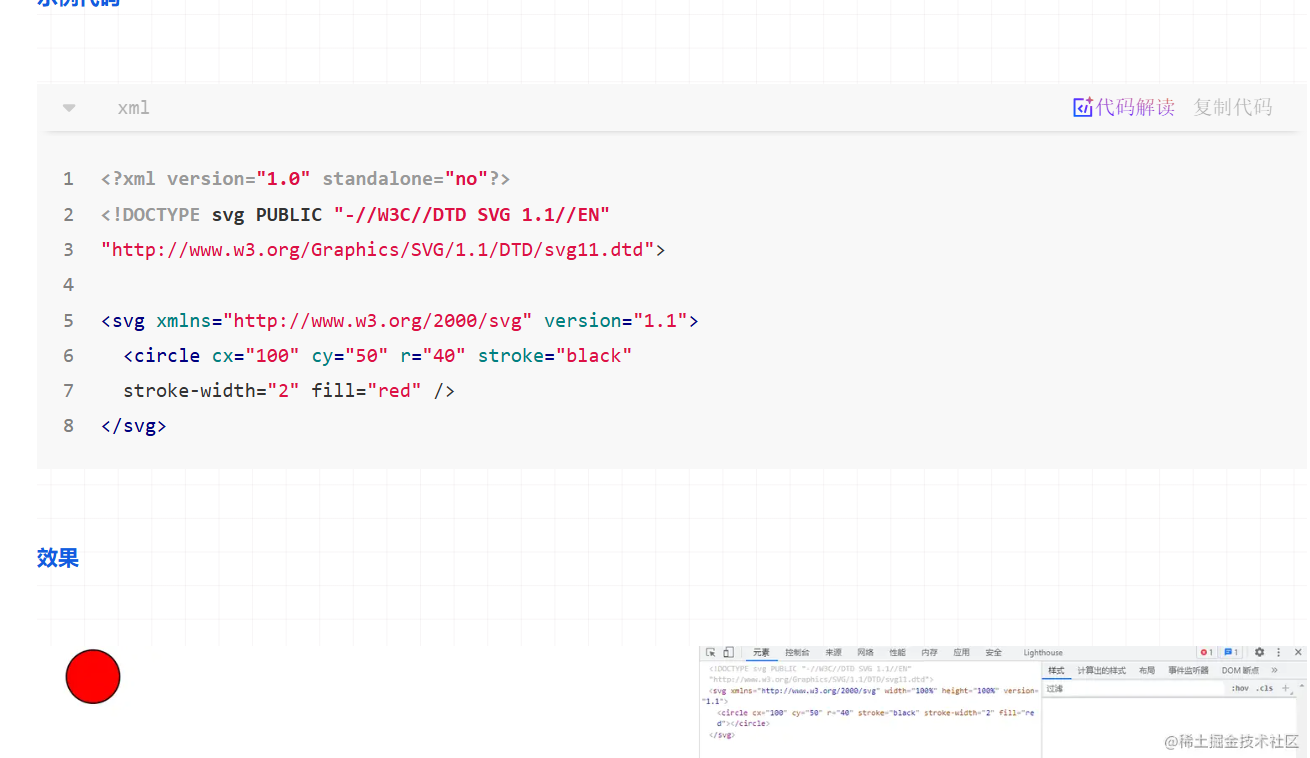 示例代码
xml
代码解读 复制代码
1 <?xml version="1.0" standalone="no"?>
2 <!DOCTYPE svg PUBLIC "-//W3C//DTD SVG 1.1//EN"
3 "http://www.w3.org/Graphics/SVG/1.1/DTD/svg11.dtd">
4
5 <svg xmlns="http://www.w3.org/2000/svg" version="1.1">
6   <circle cx="100" cy="50" r="40" stroke="black"
7   stroke-width="2" fill="red" />
8 </svg>
效果
元素 控制台 来源 网络 性能 内存 应用 安全 Lighthouse 1 1
<!DOCTYPE svg PUBLIC "-//W3C//DTD SVG 1.1//EN"
"http://www.w3.org/Graphics/SVG/1.1/DTD/svg11.dtd">
<svg xmlns="http://www.w3.org/2000/svg" width="100%" height="100%" version=
"1.1">
<circle cx="100" cy="50" r="40" stroke="black" stroke-width="2" fill="re
d"></circle>
</svg>
样式 计算出的样式 布局 事件监听器 DOM 断点 »
过滤 :hov .cls +
@稀土掘金技术社区